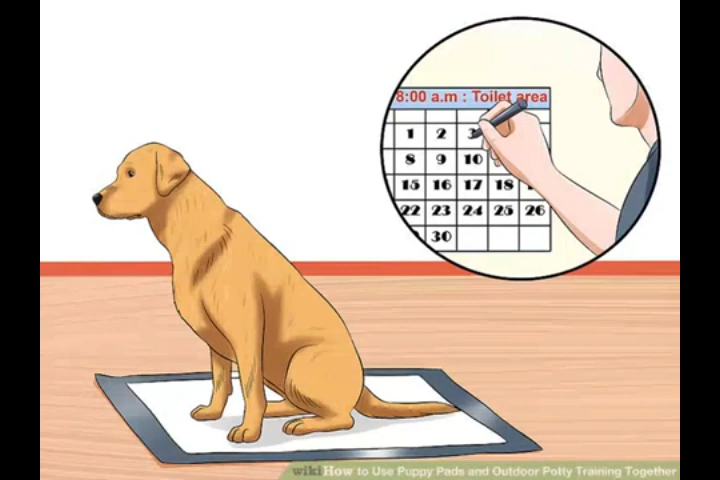 8:00 a.m : Toilet area
1 2 3
8 9 10
15 16 17 18
22 23 24 25 26
30
wikiHow to Use Puppy Pads and Outdoor Potty Training Together